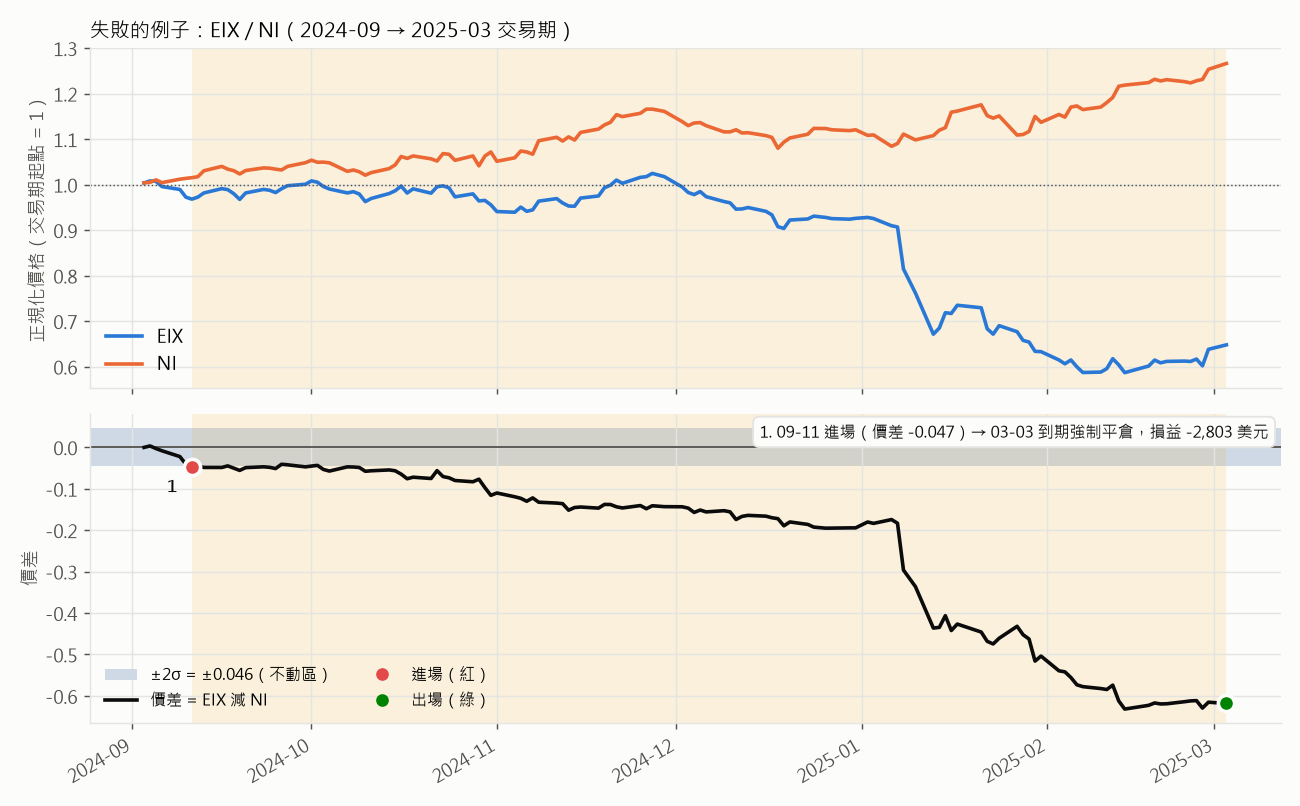 失敗的例子：EIX / NI（2024-09 → 2025-03 交易期）
正規化價格（交易期起點 = 1）
1.3
1.2
1.1
1.0
0.9
0.8
0.7
0.6
EIX
NI
價差
0.0
-0.1
-0.2
-0.3
-0.4
-0.5
-0.6
1. 09-11 進場（價差 -0.047）→ 03-03 到期強制平倉，損益 -2,803 美元
1
±2σ = ±0.046（不動區）
價差 = EIX 減 NI
進場（紅）
出場（綠）
2024-09
2024-10
2024-11
2024-12
2025-01
2025-02
2025-03